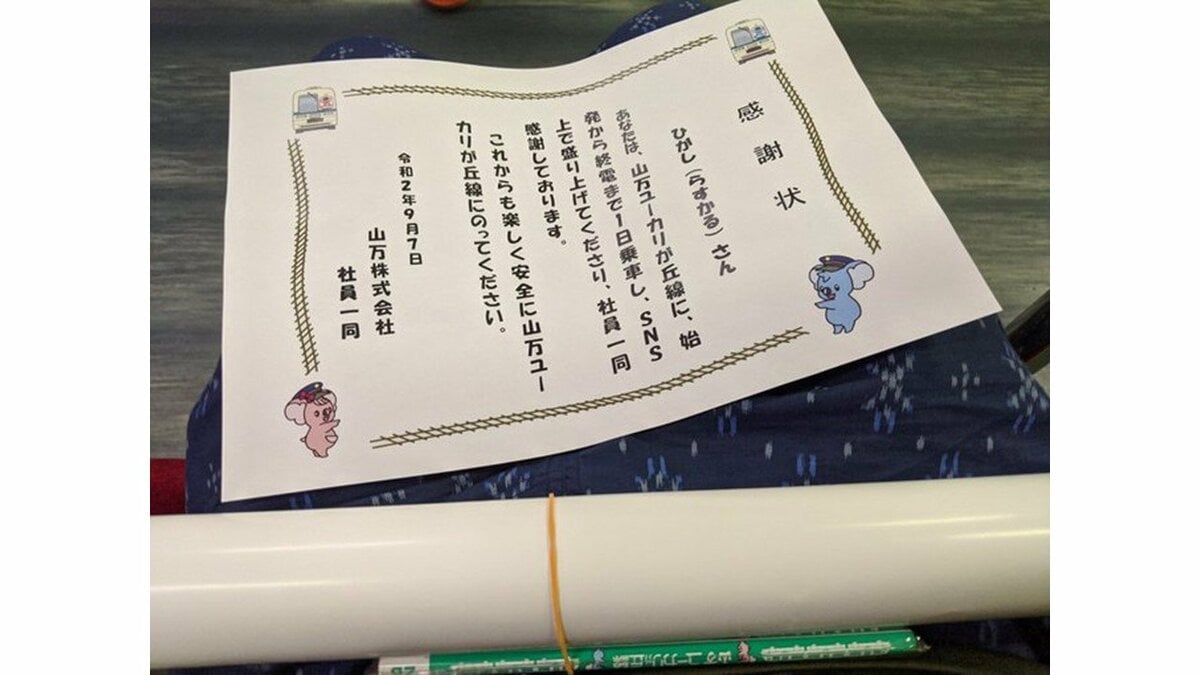 感謝状
ひがし（らすかる）さん
あなたは、山万ユーカリが丘線に、始
発から終電まで１日乗車し、ＳＮＳ
上で盛り上げてくださり、社員一同
感謝しております。
これからも楽しく安全に山万ユー
カリが丘線にのってください。
令和２年９月７日
山万株式会社
社員一同